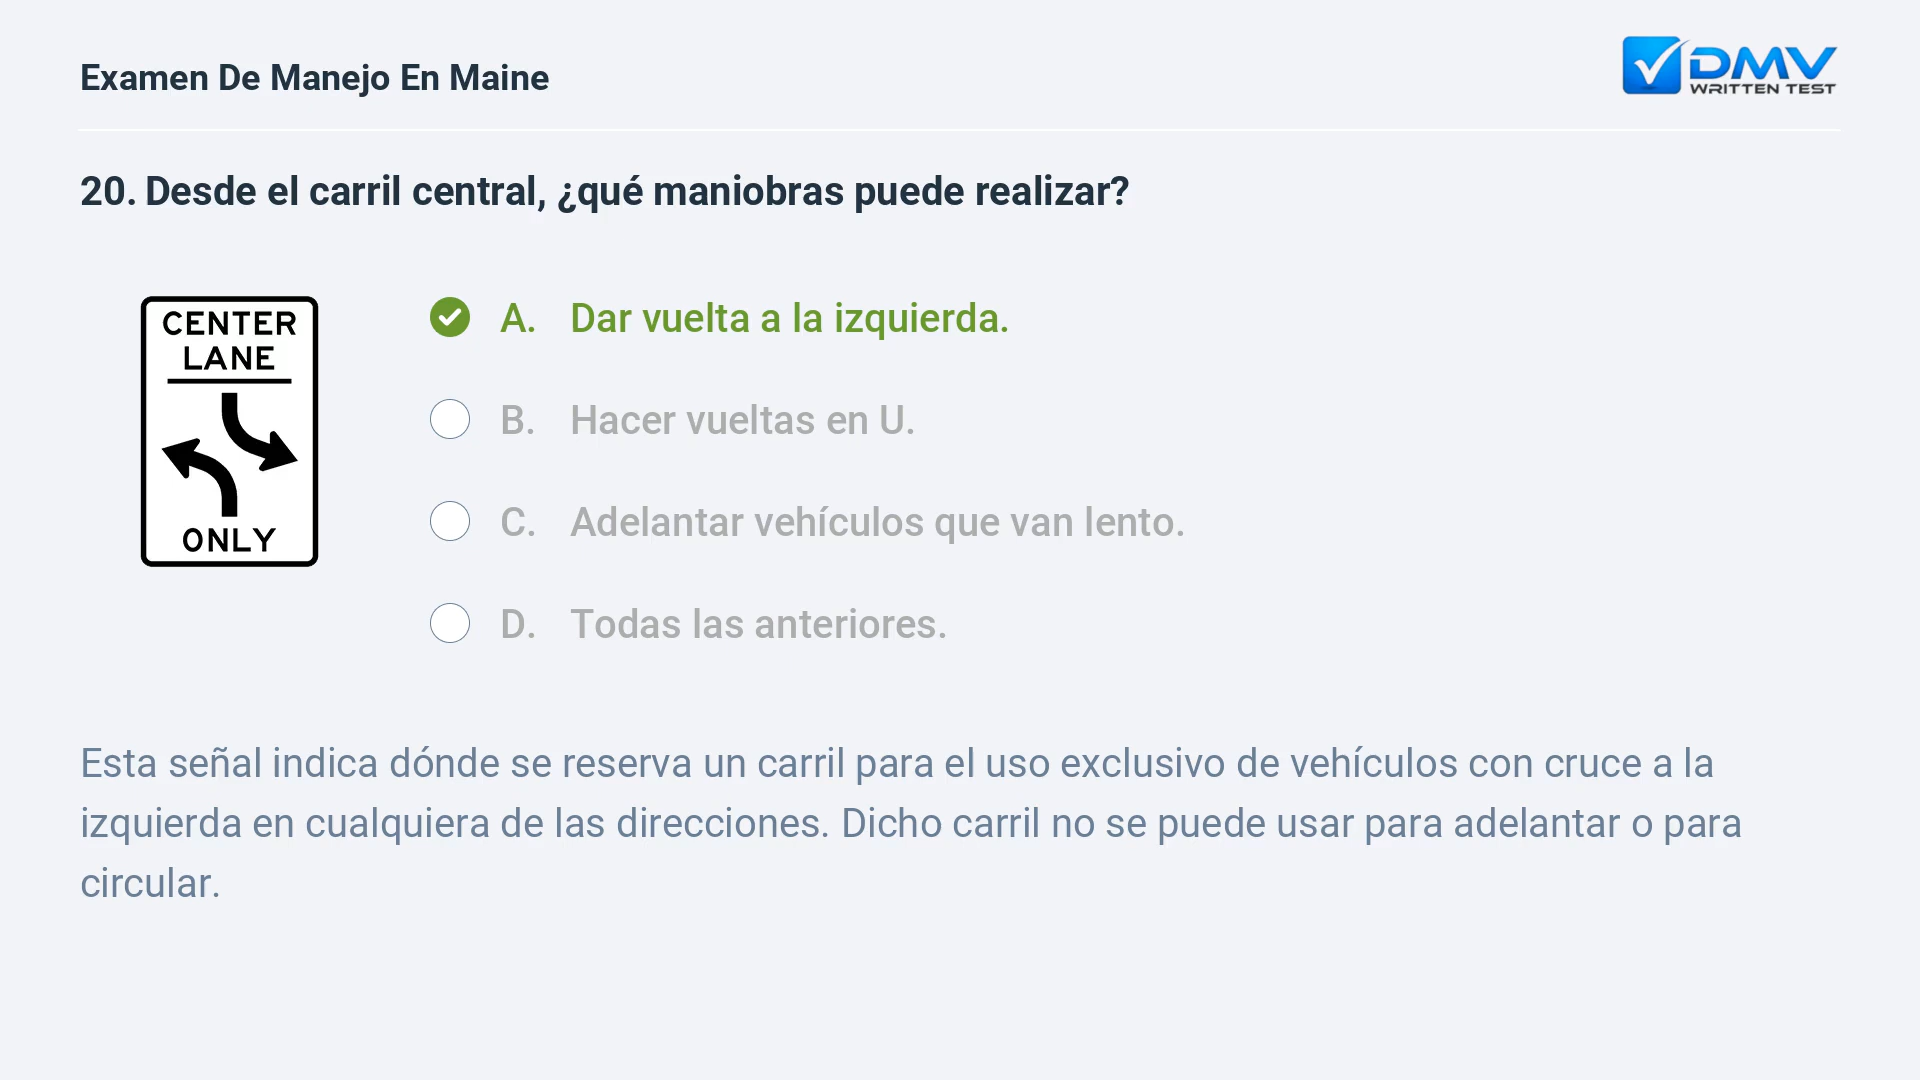 Examen De Manejo En Maine
DMV
WRITTEN TEST
20. Desde el carril central, ¿qué maniobras puede realizar?
CENTER
LANE
ONLY
A. Dar vuelta a la izquierda.
B. Hacer vueltas en U.
C. Adelantar vehículos que van lento.
D. Todas las anteriores.
Esta señal indica dónde se reserva un carril para el uso exclusivo de vehículos con cruce a la
izquierda en cualquiera de las direcciones. Dicho carril no se puede usar para adelantar o para
circular.